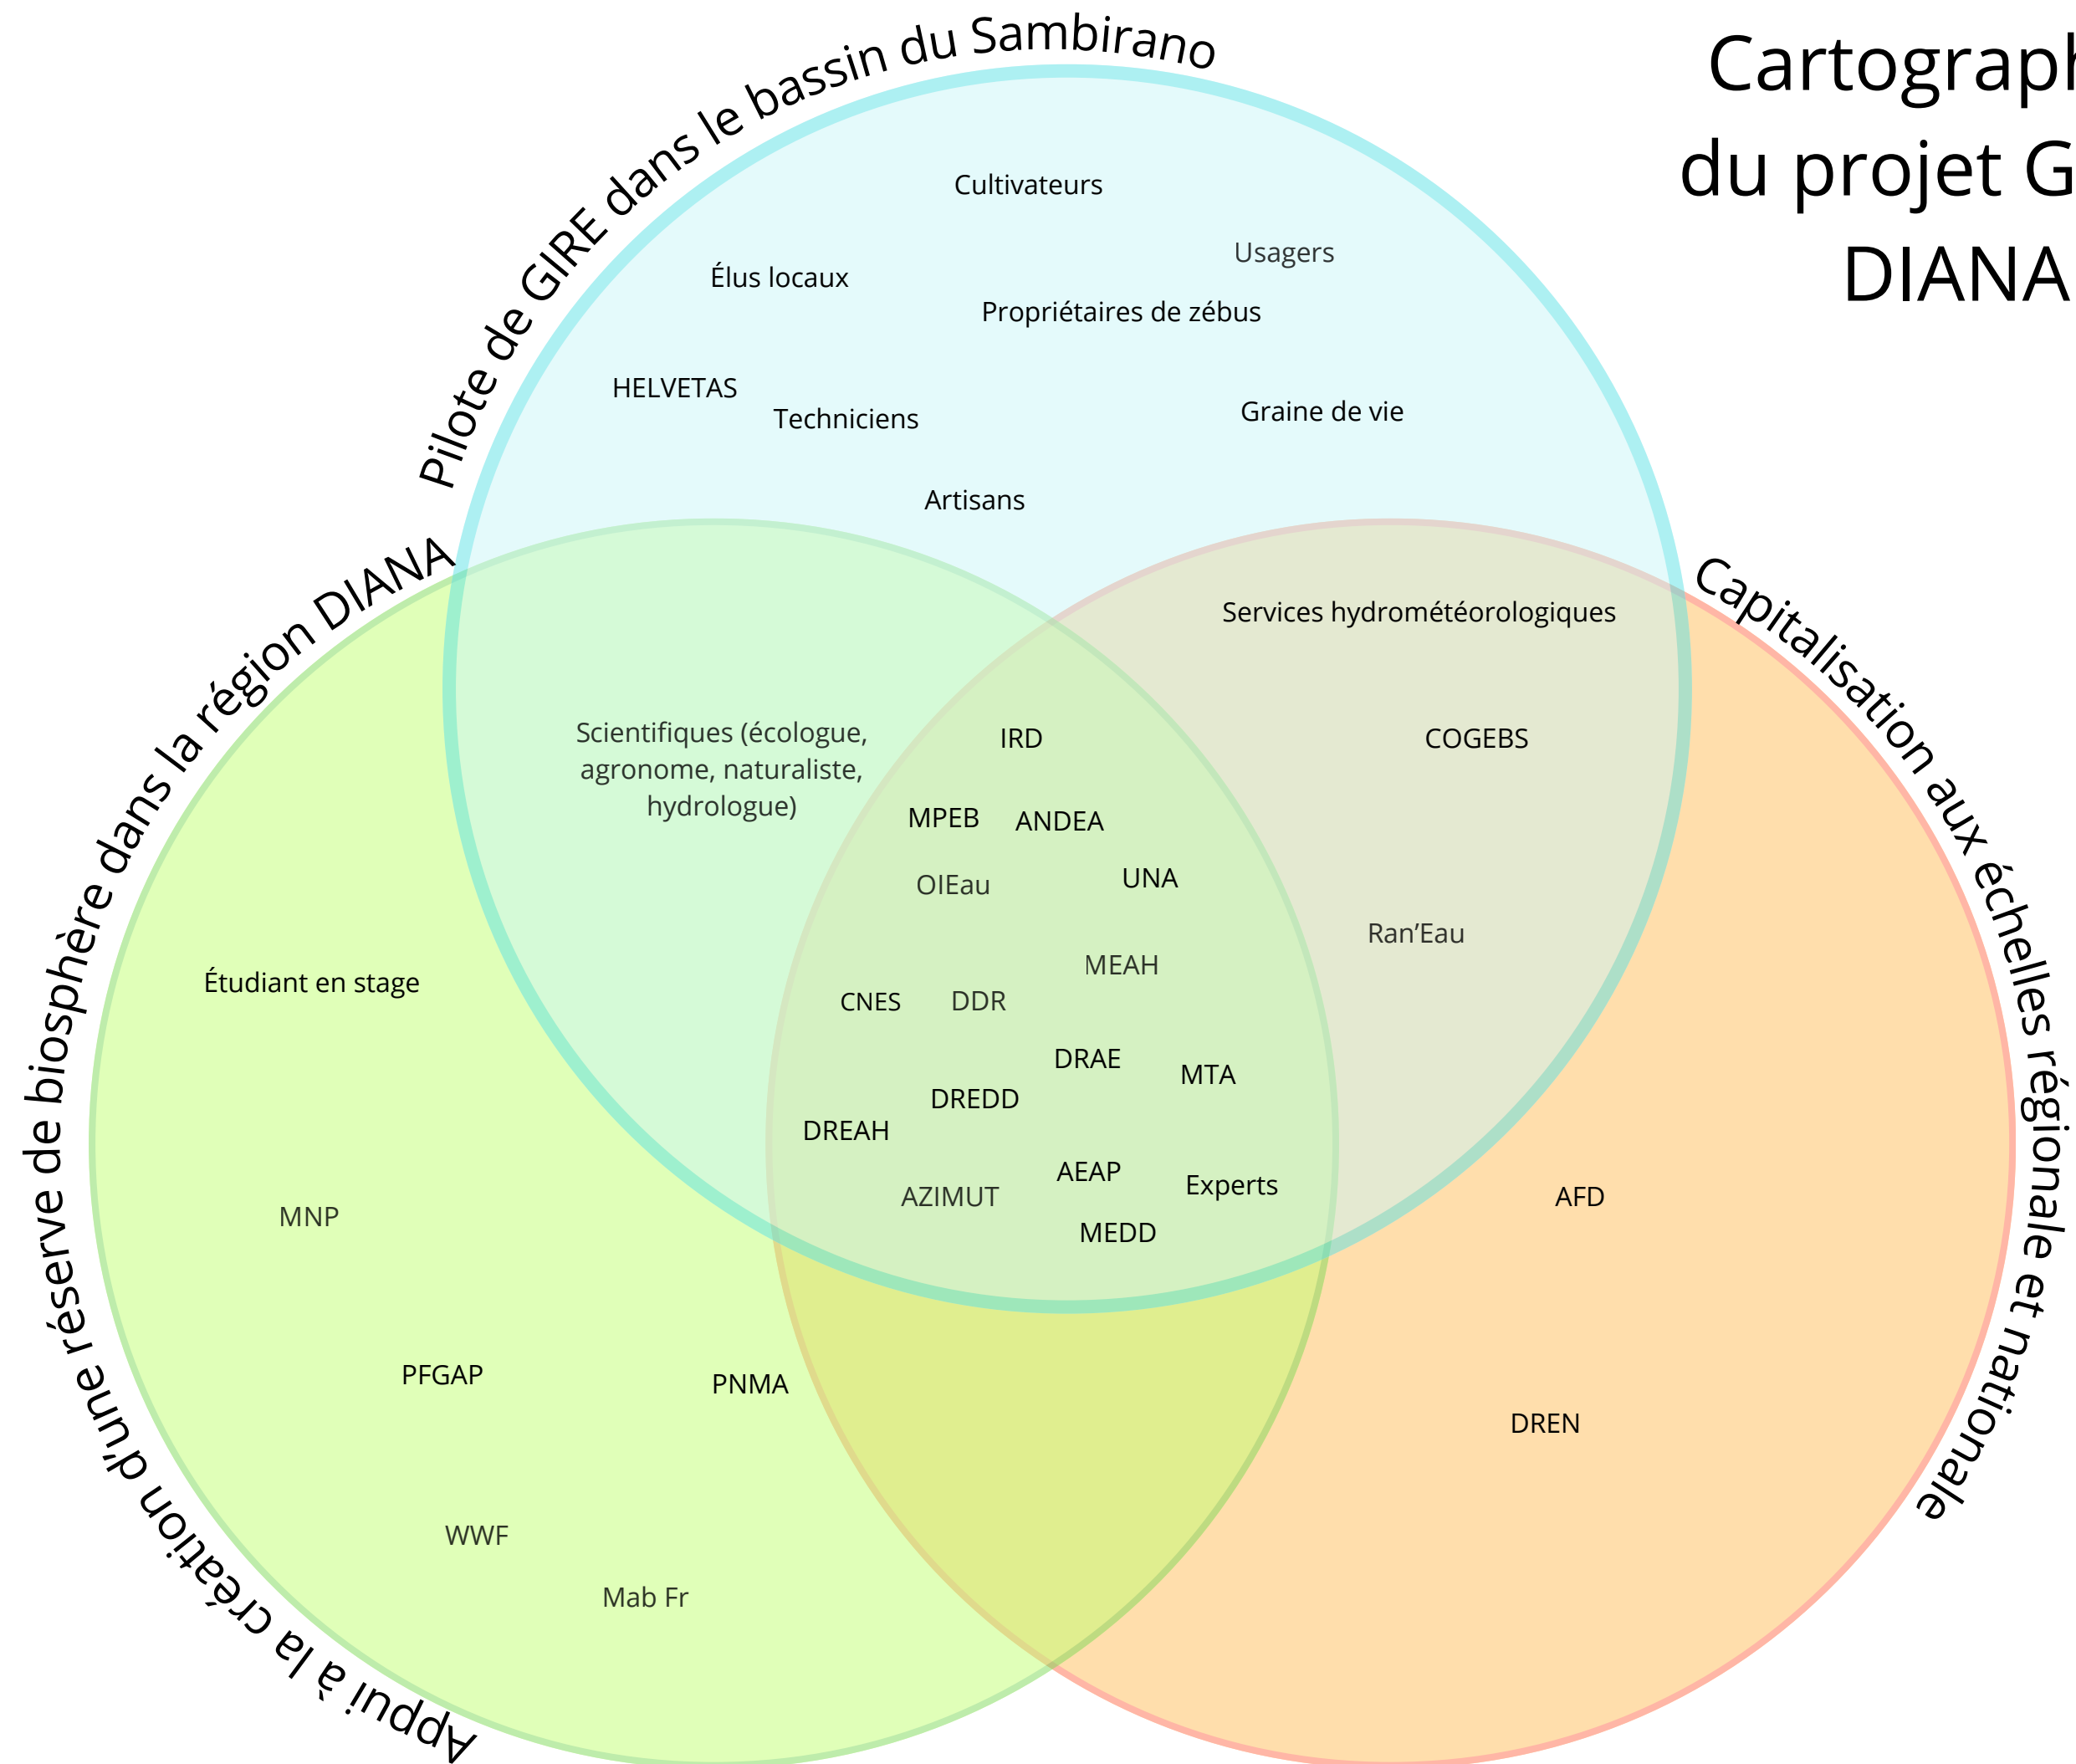 Cartograph
du projet G
DIANA
Pilote de GIRE dans le bassin du Sambirano
Cultivateurs
Usagers
Élus locaux
Propriétaires de zébus
HELVETAS
Techniciens
Graine de vie
Artisans
Appui à la création d'une réserve de biosphère dans la région DIANA
Capitalisation aux échelles régionale et nationale
Services hydrométéorologiques
Scientifiques (écologue,
agronome, naturaliste,
hydrologue)
IRD
COGEBS
MPEB
ANDEA
OIEau
UNA
Ran’Eau
MEAH
Étudiant en stage
CNES
DDR
DRAE
MTA
DREDD
DREAH
AEAP
Experts
AZIMUT
AFD
MNP
MEDD
PFGAP
PNMA
DREN
WWF
Mab Fr